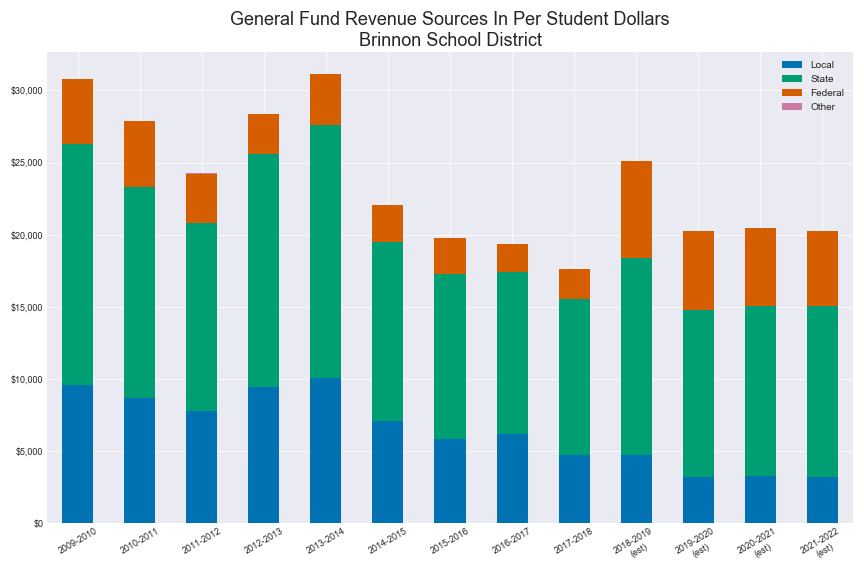 General Fund Revenue Sources In Per Student Dollars
Brinnon School District
Local
State
Federal
Other
$30,000
$25,000
$20,000
$15,000
$10,000
$5,000
$0
2009-2010
2010-2011
2011-2012
2012-2013
2013-2014
2014-2015
2015-2016
2016-2017
2017-2018
2018-2019
(est)
2019-2020
(est)
2020-2021
(est)
2021-2022
(est)